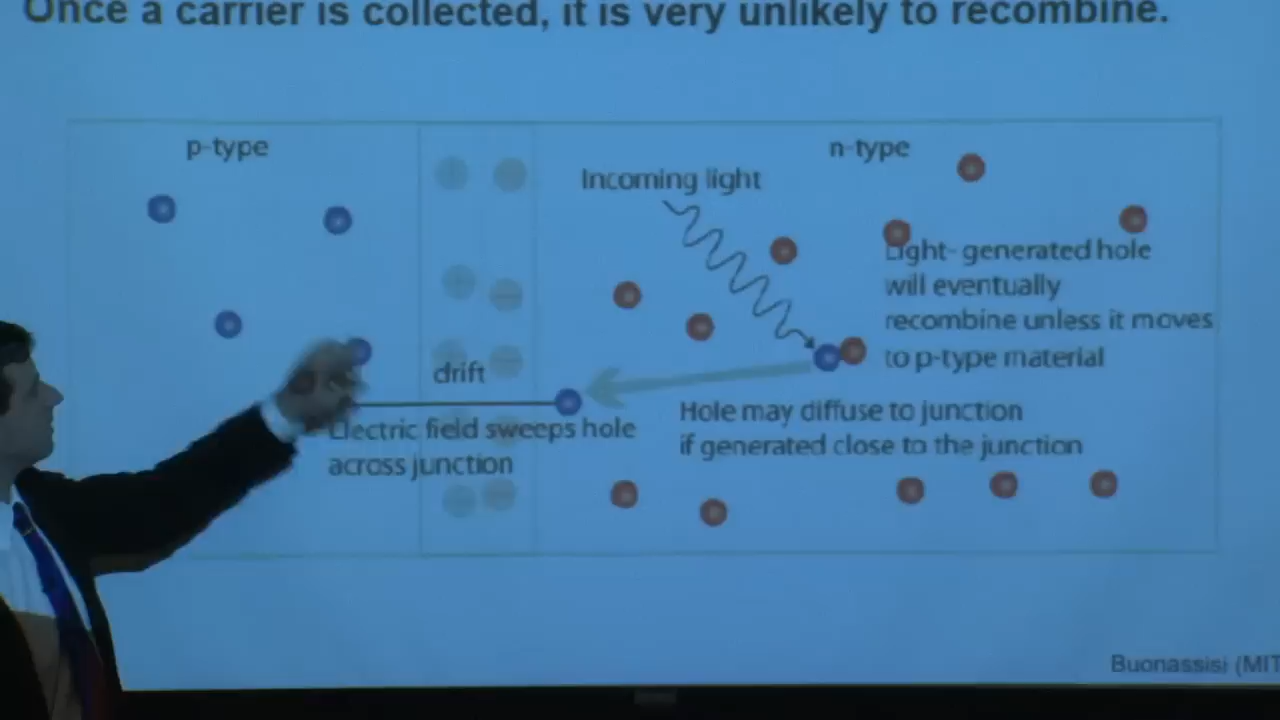 Once a carrier is collected, it is very unlikely to recombine.
p-type
n-type
Incoming light
Light- generated hole
will eventually
recombine unless it moves
to p-type material
drift
Electric field sweeps hole
across junction
Hole may diffuse to junction
if generated close to the junction
Buonassisi (MIT